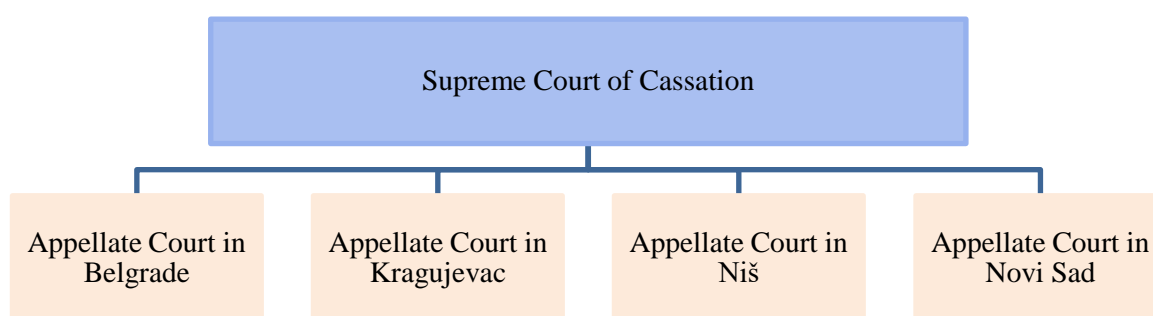 Supreme Court of Cassation
Appellate Court in
Belgrade
Appellate Court in
Kragujevac
Appellate Court in
Niš
Appellate Court in
Novi Sad